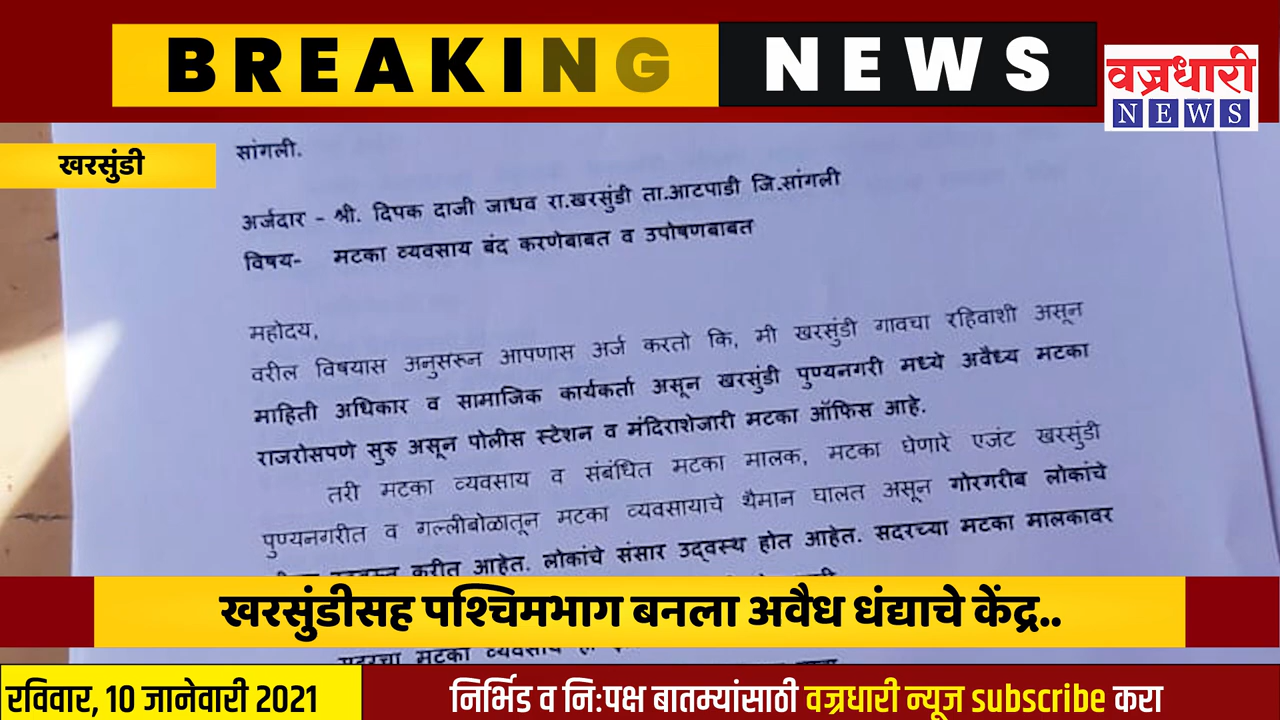 BREAKING NEWS
वज्रधारी
NEWS
खरसुंडी
सांगली.
अर्जदार - श्री. दिपक दाजी जाधव रा.खरसुंडी ता.आटपाडी जि.सांगली
विषय- मटका व्यवसाय बंद करणेबाबत व उपोषणबाबत
महोदय,
वरील विषयास अनुसरून आपणास अर्ज करतो कि, मी खरसुंडी गावचा रहिवाशी असून
माहिती अधिकार व सामाजिक कार्यकर्ता असून खरसुंडी पुण्यनगरी मध्ये अवैध्य मटका
राजरोसपणे सुरु असून पोलीस स्टेशन व मंदिराशेजारी मटका ऑफिस आहे.
तरी मटका व्यवसाय व संबंधित मटका मालक, मटका घेणारे एजंट खरसुंडी
पुण्यनगरीत व गल्लीबोळातून मटका व्यवसायाचे थैमान घालत असून गोरगरीब लोकांचे
करीत आहेत. लोकांचे संसार उद्वस्थ होत आहेत. सदरच्या मटका मालकावर
खरसुंडीसह पश्चिमभाग बनला अवैध धंद्याचे केंद्र..
मटका व्यवसाय
रविवार, 10 जानेवारी 2021
निर्भिड व नि:पक्ष बातम्यांसाठी वज्रधारी न्यूज subscribe करा